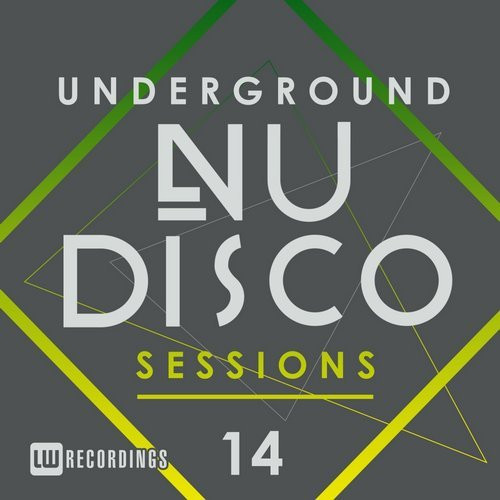 UNDERGROUND
NU
DISCO
SESSIONS
LW RECORDINGS
14